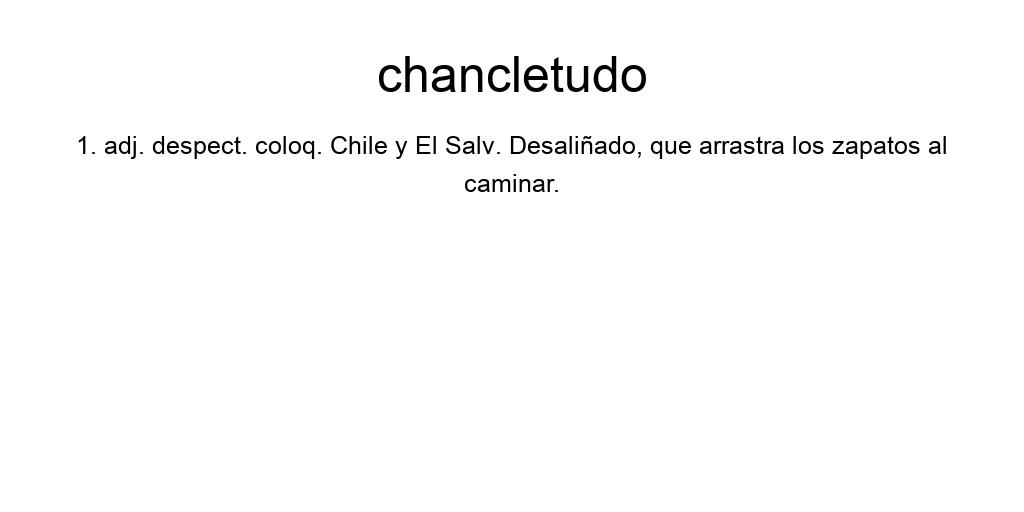 chancletudo
1. adj. despect. coloq. Chile y El Salv. Desaliñado, que arrastra los zapatos al
caminar.